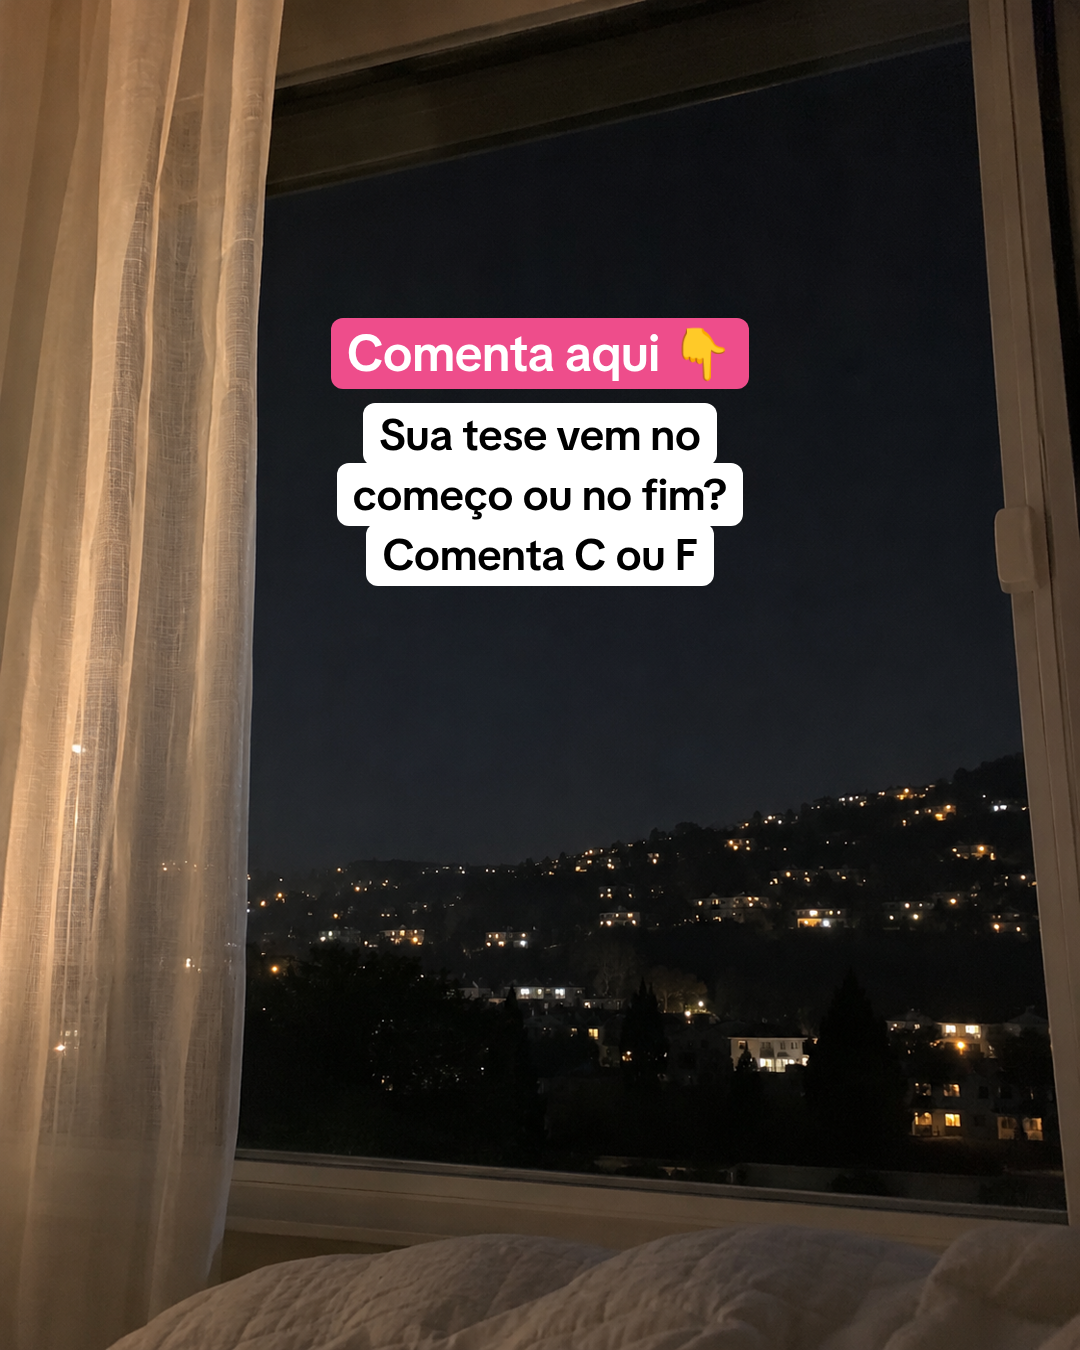 Comenta aqui 👇
Sua tese vem no
começo ou no fim?
Comenta C ou F